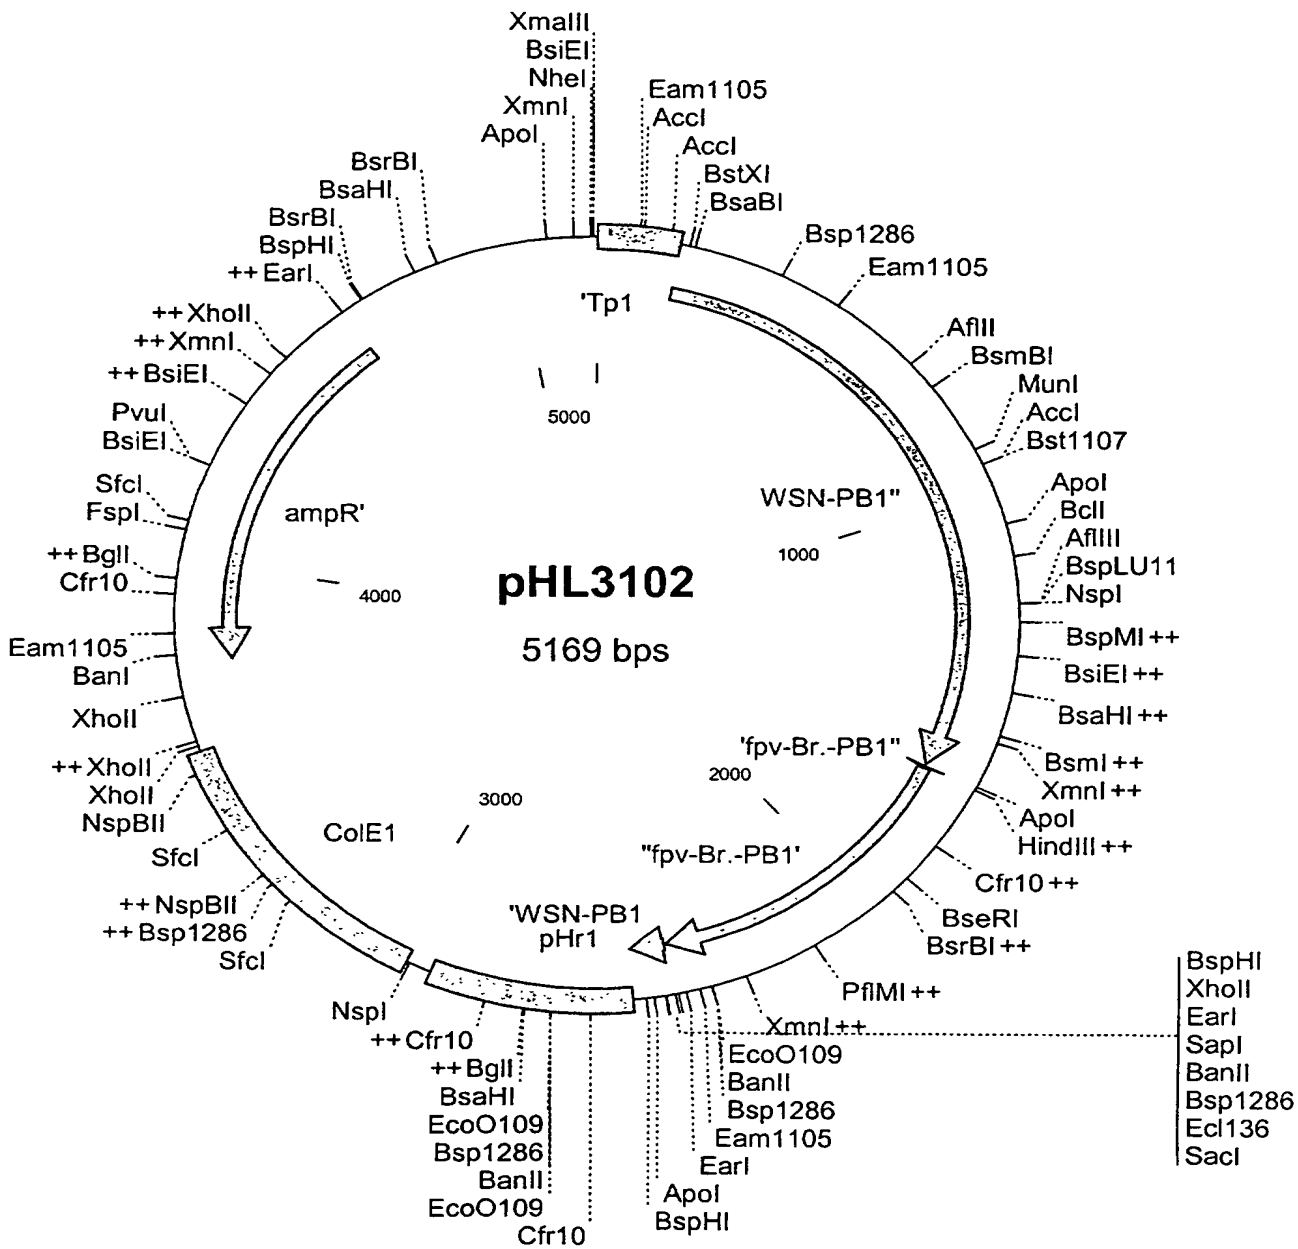 XmaIII
BsiEI
NheI
XmnI
ApoI
Eam1105
AccI
AccI
BstXI
BsaBI
Bsp1286
Eam1105
AflII
BsmBI
MunI
AccI
Bst1107
ApoI
BclI
AflIII
BspLU11
NspI
BspMI++
BsiEI++
BsaHI++
BsmI++
XmnI++
ApoI
HindIII++
Cfr10++
BseRI
BsrBI++
PflMI++
XmnI++
BspHI
XhoII
EarI
SapI
BanII
Bsp1286
Ecl136
SacI
EcoO109
BanII
Bsp1286
Eam1105
EarI
ApoI
BspHI
Cfr10
EcoO109
BanII
Bsp1286
EcoO109
BsaHI
++BglI
++Cfr10
NspI
SfcI
++Bsp1286
++NspBII
SfcI
NspBII
XhoII
++XhoII
XhoII
BanI
Eam1105
Cfr10
++BglI
FspI
SfcI
BsiEI
PvuI
++BsiEI
++XmnI
++XhoII
++EarI
BspHI
BsrBI
BsaHI
BsrBI
'Tp1
5000
WSN-PB1"
1000
ampR'
4000
pHL3102
5169 bps
'fpv-Br.-PB1"
2000
3000
ColE1
"fpv-Br.-PB1'
'WSN-PB1
pHr1